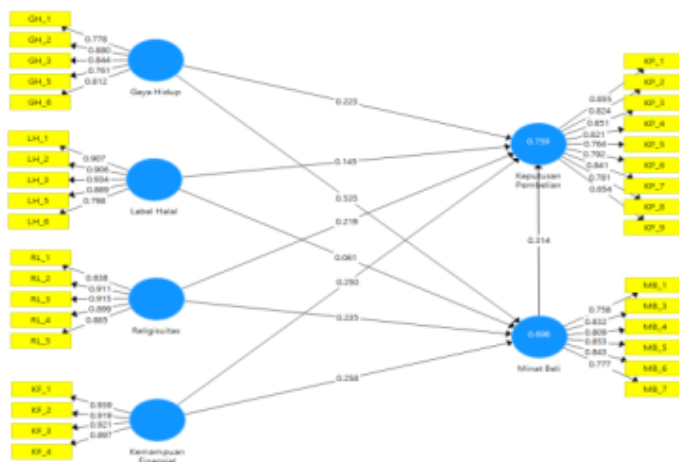 GH_1
GH_2
GH_3
GH_5
GH_6
0.778
0.880
0.844
0.761
0.812
Gaya Hidup
LH_1
LH_2
LH_3
LH_5
LH_6
0.907
0.906
0.934
0.889
0.788
Label Halal
RL_1
RL_2
RL_3
RL_4
RL_5
0.838
0.911
0.915
0.899
0.885
Religisuitas
KF_1
KF_2
KF_3
KF_4
0.939
0.919
0.921
0.897
Kemampuan
Finansial
0.223
0.145
0.535
0.219
0.061
0.250
0.235
0.258
0.314
0.759
Keputusan
Pembelian
0.855
0.824
0.851
0.821
0.764
0.792
0.841
0.781
0.854
KP_1
KP_2
KP_3
KP_4
KP_5
KP_6
KP_7
KP_8
KP_9
0.696
Minat Beli
0.758
0.832
0.809
0.853
0.843
0.777
MB_1
MB_3
MB_4
MB_5
MB_6
MB_7